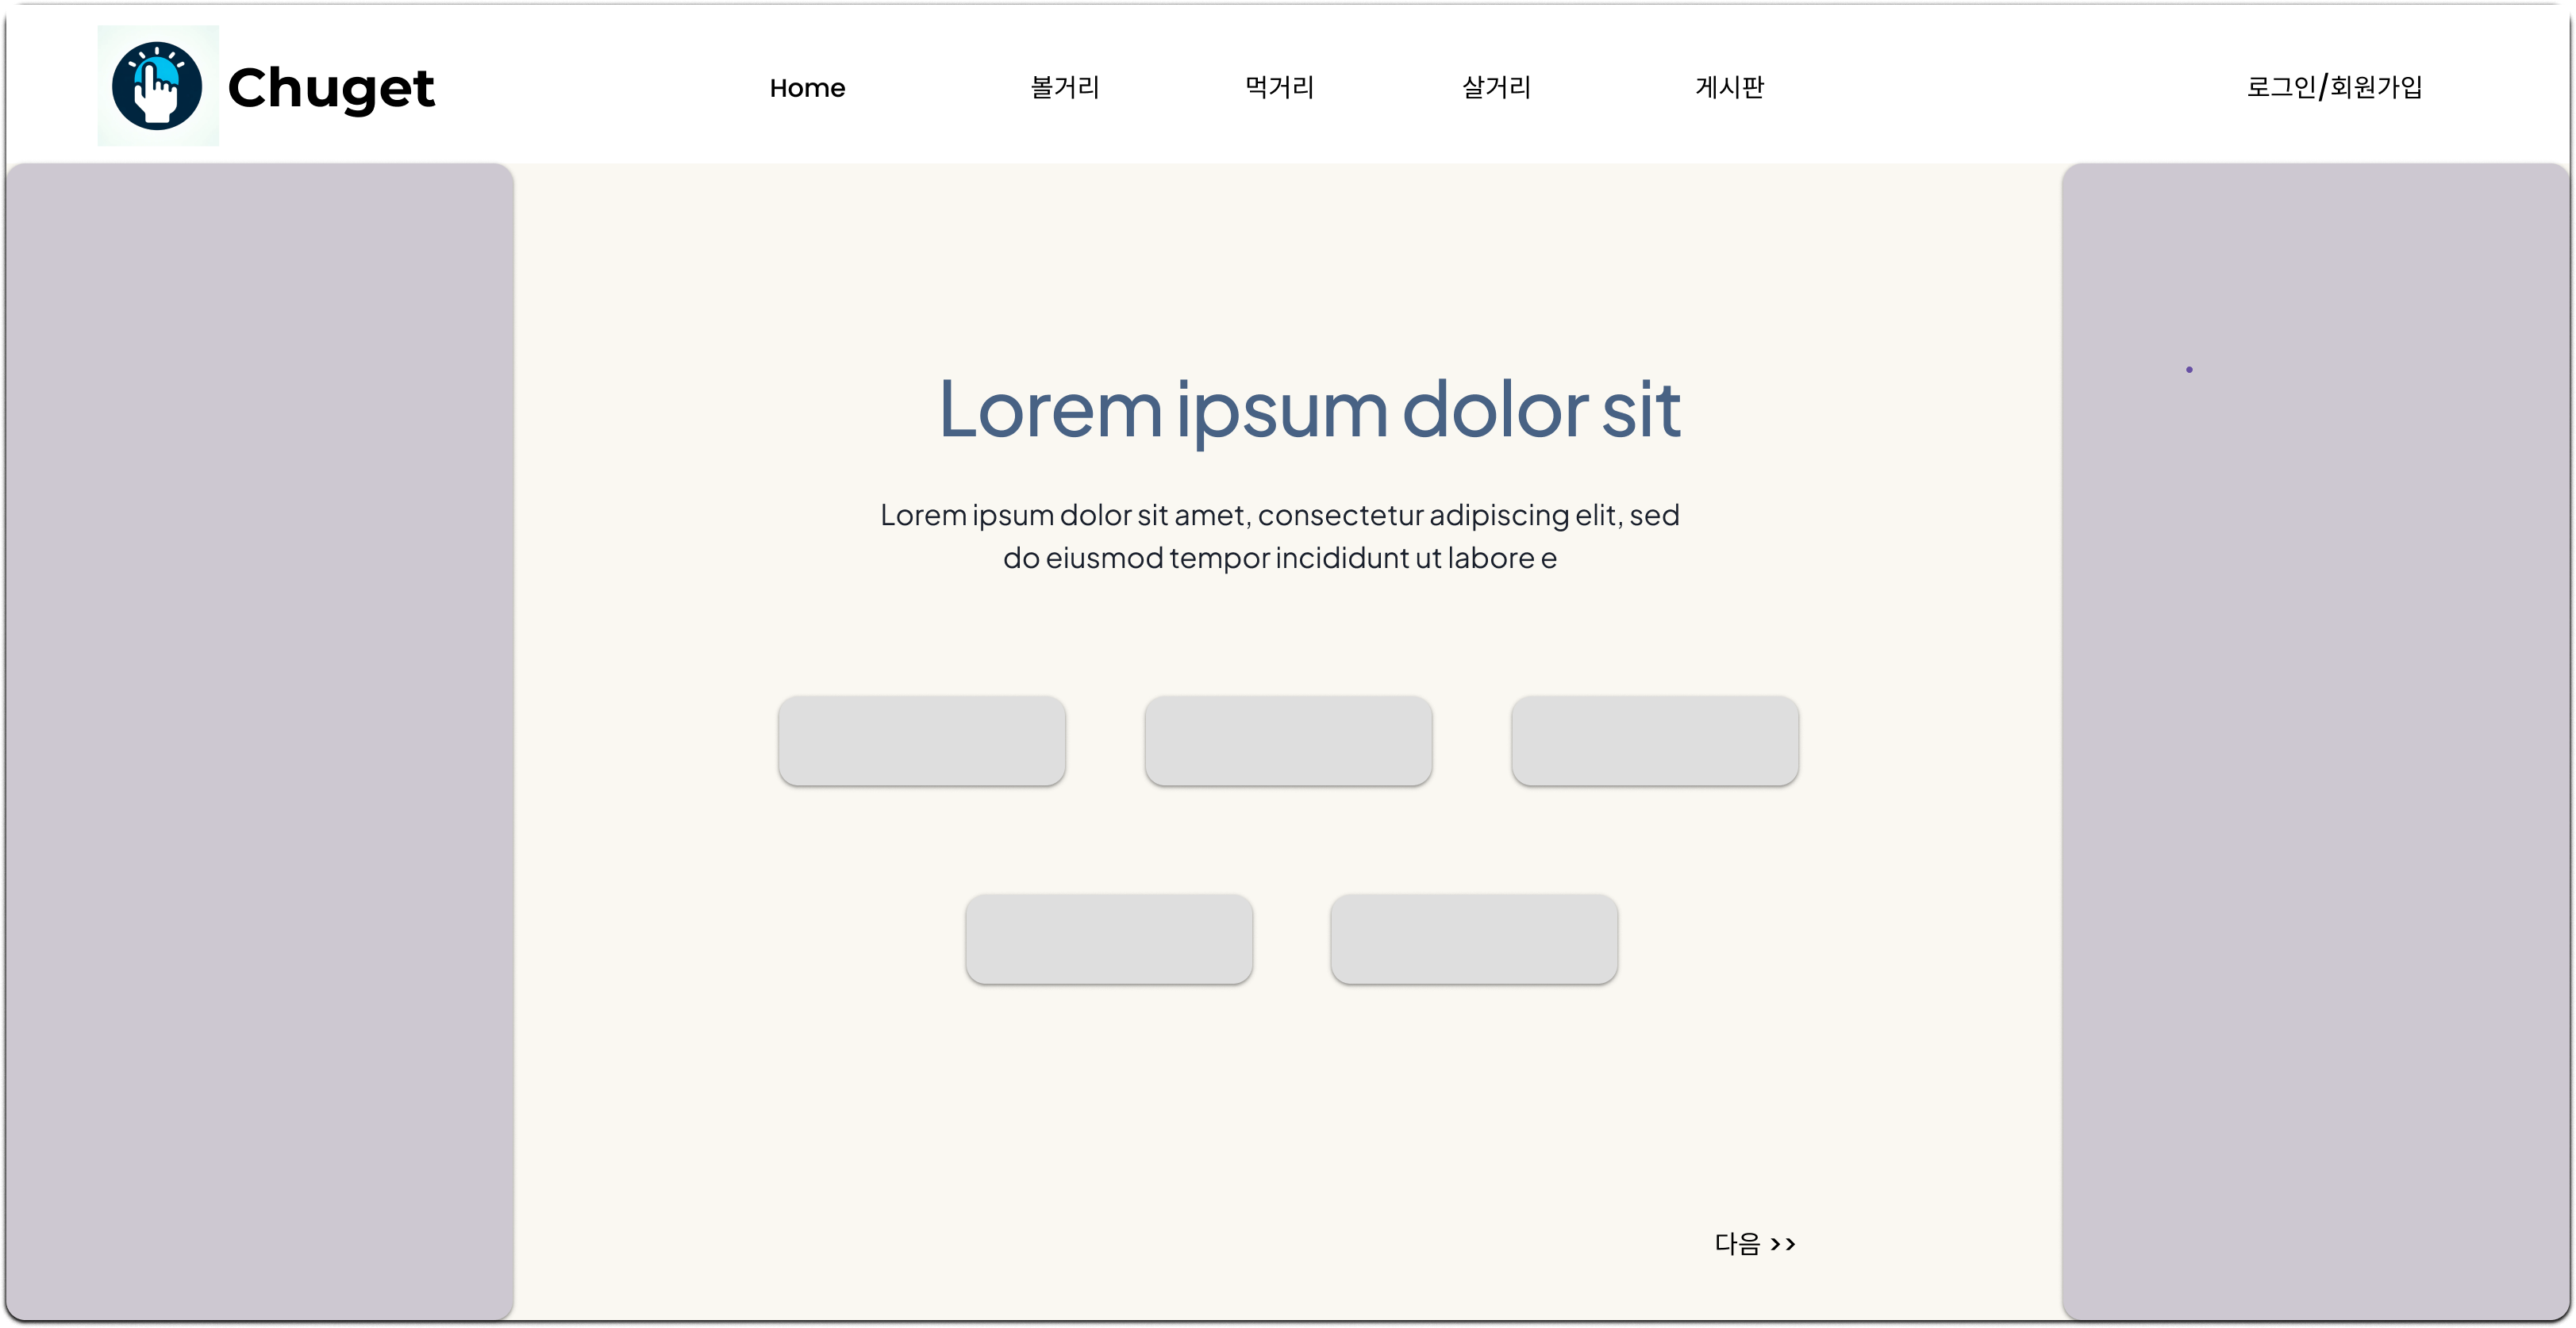 Chuget
Home 볼거리 먹거리 살거리 게시판 로그인/회원가입
Lorem ipsum dolor sit
Lorem ipsum dolor sit amet, consectetur adipiscing elit, sed
do eiusmod tempor incididunt ut labore e
다음 >>